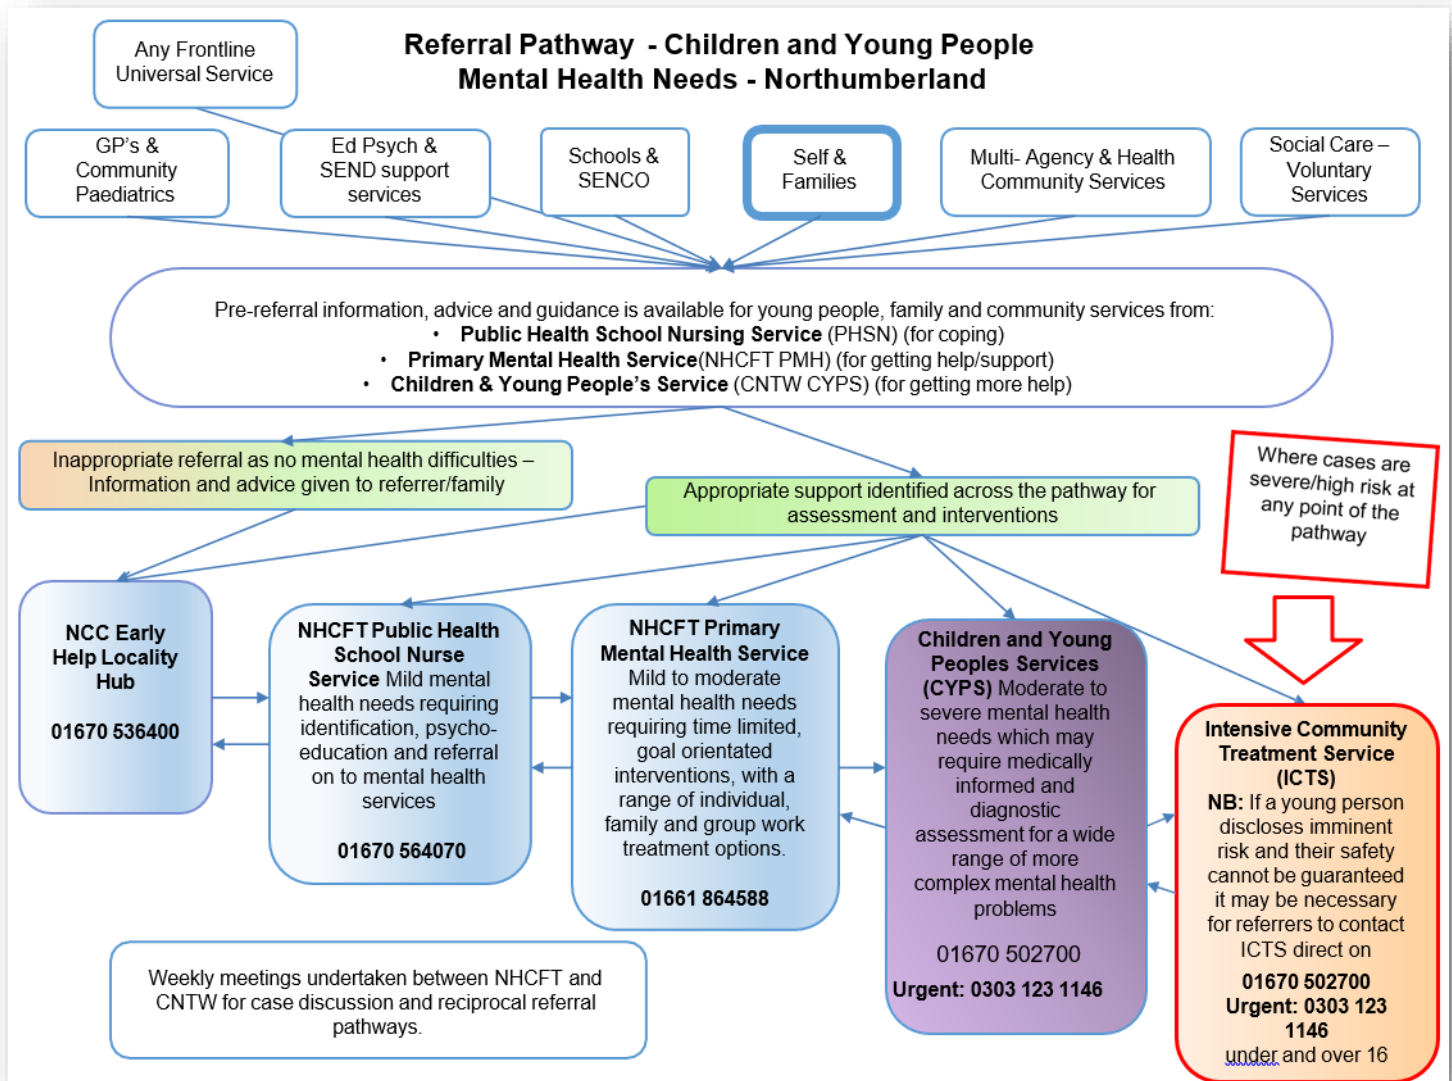 Any Frontline
Universal Service
Referral Pathway - Children and Young People
Mental Health Needs - Northumberland
GP's &
Community
Paediatrics
Ed Psych &
SEND support
services
Schools &
SENCO
Self &
Families
Multi- Agency & Health
Community Services
Social Care –
Voluntary
Services
Pre-referral information, advice and guidance is available for young people, family and community services from:
• Public Health School Nursing Service (PHSN) (for coping)
• Primary Mental Health Service(NHCFT PMH) (for getting help/support)
• Children & Young People's Service (CNTW CYPS) (for getting more help)
Inappropriate referral as no mental health difficulties –
Information and advice given to referrer/family
Appropriate support identified across the pathway for
assessment and interventions
Where cases are
severe/high risk at
any point of the
pathway
NCC Early
Help Locality
Hub
01670 536400
NHCFT Public Health
School Nurse
Service Mild mental
health needs requiring
identification, psycho-
education and referral
on to mental health
services
01670 564070
NHCFT Primary
Mental Health Service
Mild to moderate
mental health needs
requiring time limited,
goal orientated
interventions, with a
range of individual,
family and group work
treatment options.
01661 864588
Children and Young
Peoples Services
(CYPS) Moderate to
severe mental health
needs which may
require medically
informed and
diagnostic
assessment for a wide
range of more
complex mental health
problems
01670 502700
Urgent: 0303 123 1146
Intensive Community
Treatment Service
(ICTS)
NB: If a young person
discloses imminent
risk and their safety
cannot be guaranteed
it may be necessary
for referrers to contact
ICTS direct on
01670 502700
Urgent: 0303 123
1146
under and over 16
Weekly meetings undertaken between NHCFT and
CNTW for case discussion and reciprocal referral
pathways.